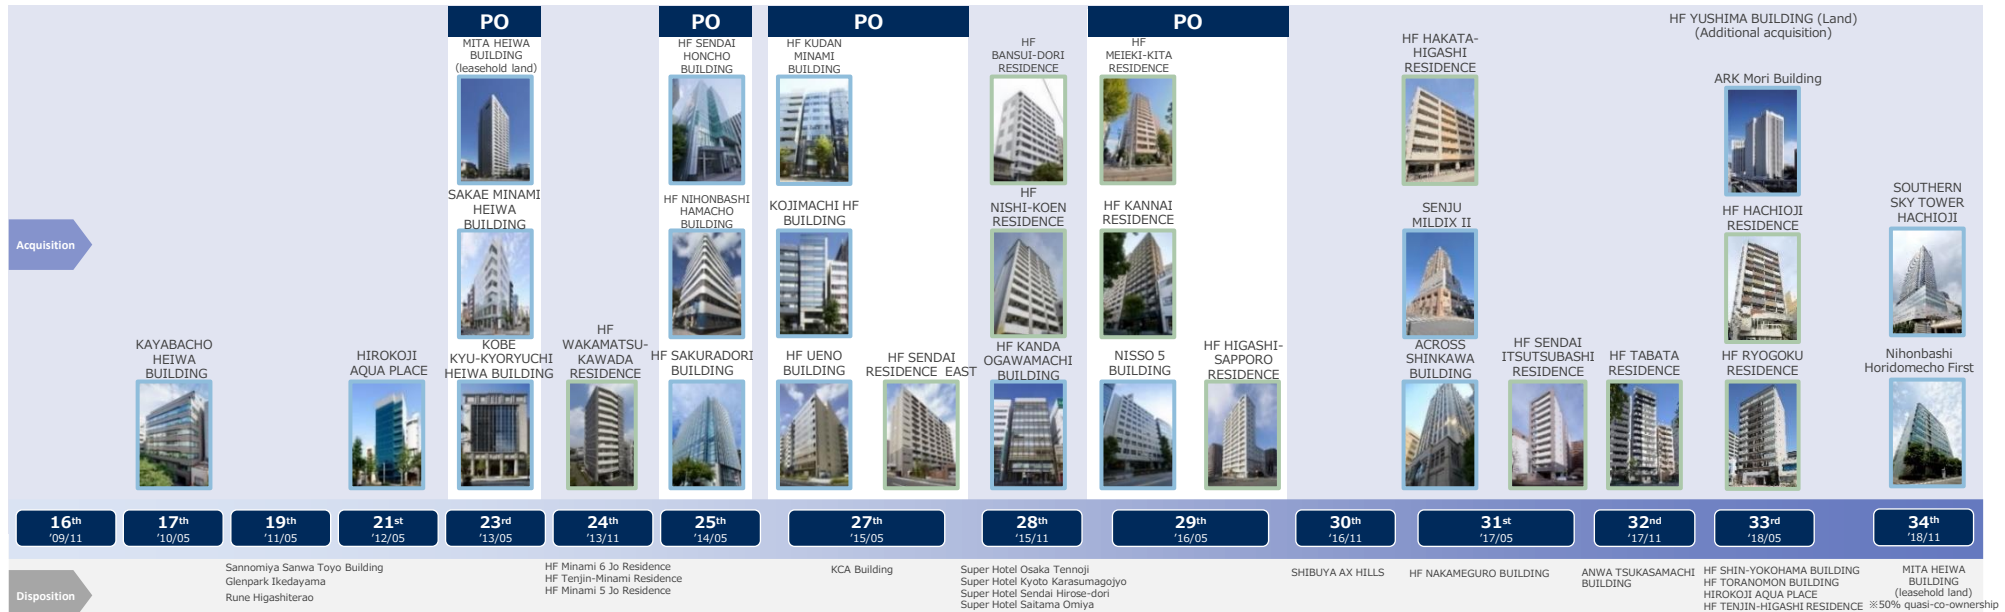 PO
PO
PO
PO
MITA HEIWA
BUILDING
(leasehold land)
HF SENDAI
HONCHO
BUILDING
HF KUDAN
MINAMI
BUILDING
HF
BANSUI-DORI
RESIDENCE
HF
MEIEKI-KITA
RESIDENCE
HF HAKATA-
HIGASHI
RESIDENCE
HF YUSHIMA BUILDING (Land)
(Additional acquisition)
ARK Mori Building
SAKAE MINAMI
HEIWA
BUILDING
HF NIHONBASHI
HAMACHO
BUILDING
KOJIMACHI HF
BUILDING
HF
NISHI-KOEN
RESIDENCE
HF KANNAI
RESIDENCE
SENJU
MILDIX II
HF HACHIOJI
RESIDENCE
SOUTHERN
SKY TOWER
HACHIOJI
Acquisition
KAYABACHO
HEIWA
BUILDING
HIROKOJI
AQUA PLACE
KOBE
KYU-KYORYUCHI
HEIWA BUILDING
HF
WAKAMATSU-
KAWADA
RESIDENCE
HF SAKURADORI
BUILDING
HF UENO
BUILDING
HF SENDAI
RESIDENCE EAST
HF KANDA
OGAWAMACHI
BUILDING
NISSO 5
BUILDING
HF HIGASHI-
SAPPORO
RESIDENCE
ACROSS
SHINKAWA
BUILDING
HF SENDAI
ITSUTSUBASHI
RESIDENCE
HF TABATA
RESIDENCE
HF RYOGOKU
RESIDENCE
Nihonbashi
Horidomecho First
16th
'09/11
17th
'10/05
19th
'11/05
21st
'12/05
23rd
'13/05
24th
'13/11
25th
'14/05
27th
'15/05
28th
'15/11
29th
'16/05
30th
'16/11
31st
'17/05
32nd
'17/11
33rd
'18/05
34th
'18/11
Disposition
Sannomiya Sanwa Toyo Building
Glenpark Ikedayama
Rune Higashiterao
HF Minami 6 Jo Residence
HF Tenjin-Minami Residence
HF Minami 5 Jo Residence
KCA Building
Super Hotel Osaka Tennoji
Super Hotel Kyoto Karasumagojyo
Super Hotel Sendai Hirose-dori
Super Hotel Saitama Omiya
SHIBUYA AX HILLS
HF NAKAMEGURO BUILDING
ANWA TSUKASAMACHI
BUILDING
HF SHIN-YOKOHAMA BUILDING
HF TORANOMON BUILDING
HIROKOJI AQUA PLACE
HF TENJIN-HIGASHI RESIDENCE
MITA HEIWA
BUILDING
(leasehold land)
※50% quasi-co-ownership